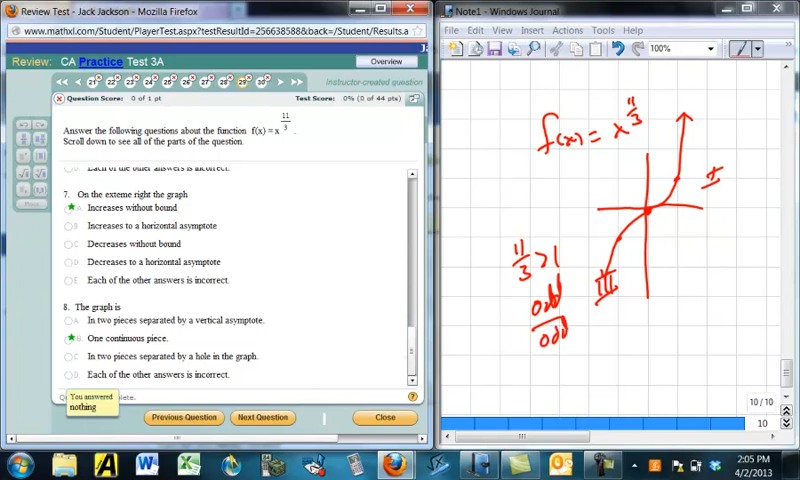 Review Test - Jack Jackson - Mozilla Firefox
www.mathxl.com/Student/PlayerTest.aspx?testResultId=256638588&back=/Student/Results.a
Review: CA Practice Test 3A
Overview
21 22 23 24 25 26 27 28 29 30
instructor-created question
Question Score: 0 of 1 pt
Test Score: 0% (0 of 44 pts)
Answer the following questions about the function f(x) = x^(11/3) .
Scroll down to see all of the parts of the question.
D. Each of the other answers is incorrect.
7. On the exteme right the graph
A Increases without bound
B. Increases to a horizontal asymptote
C Decreases without bound
D. Decreases to a horizontal asymptote
E Each of the other answers is incorrect.
8. The graph is
A In two pieces separated by a vertical asymptote.
B. One continuous piece.
C In two pieces separated by a hole in the graph.
D. Each of the other answers is incorrect.
You answered
nothing
Previous Question
Next Question
Close
Note1 - Windows Journal
File Edit Insert Actions Tools
100%
f(x) = x^(11/3)
I
11/3 > 1
III
odd
odd
10 / 10
10
2:05 PM
4/2/2013